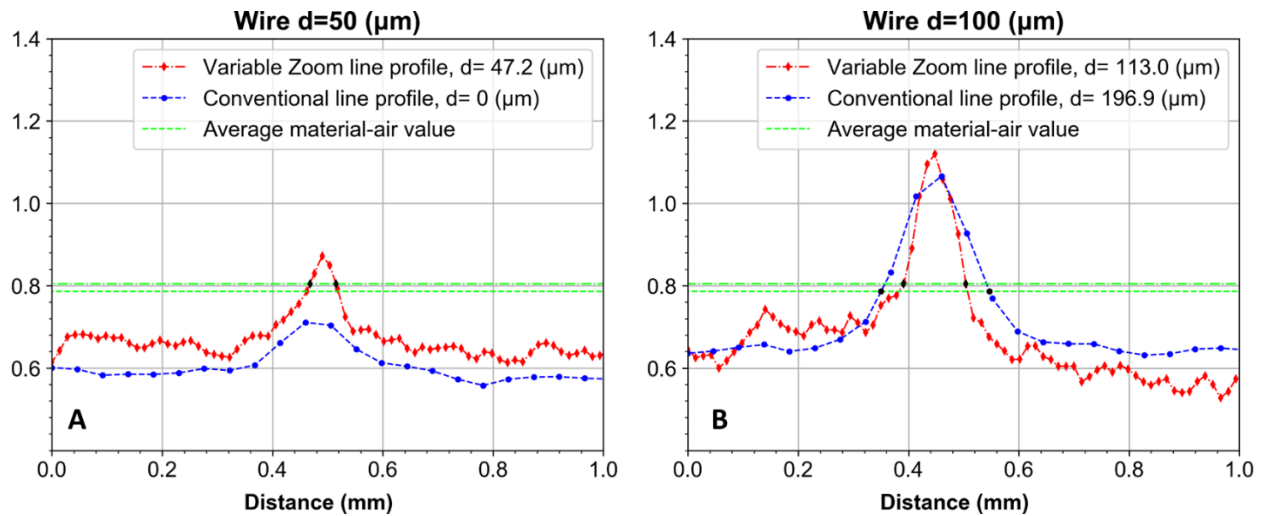 Wire d=50 (µm)
1.4
1.2
1.0
0.8
0.6
Variable Zoom line profile, d= 47.2 (µm)
Conventional line profile, d= 0 (µm)
Average material-air value
A
0.0 0.2 0.4 0.6 0.8 1.0
Distance (mm)
Wire d=100 (µm)
1.4
1.2
1.0
0.8
0.6
Variable Zoom line profile, d= 113.0 (µm)
Conventional line profile, d= 196.9 (µm)
Average material-air value
B
0.0 0.2 0.4 0.6 0.8 1.0
Distance (mm)